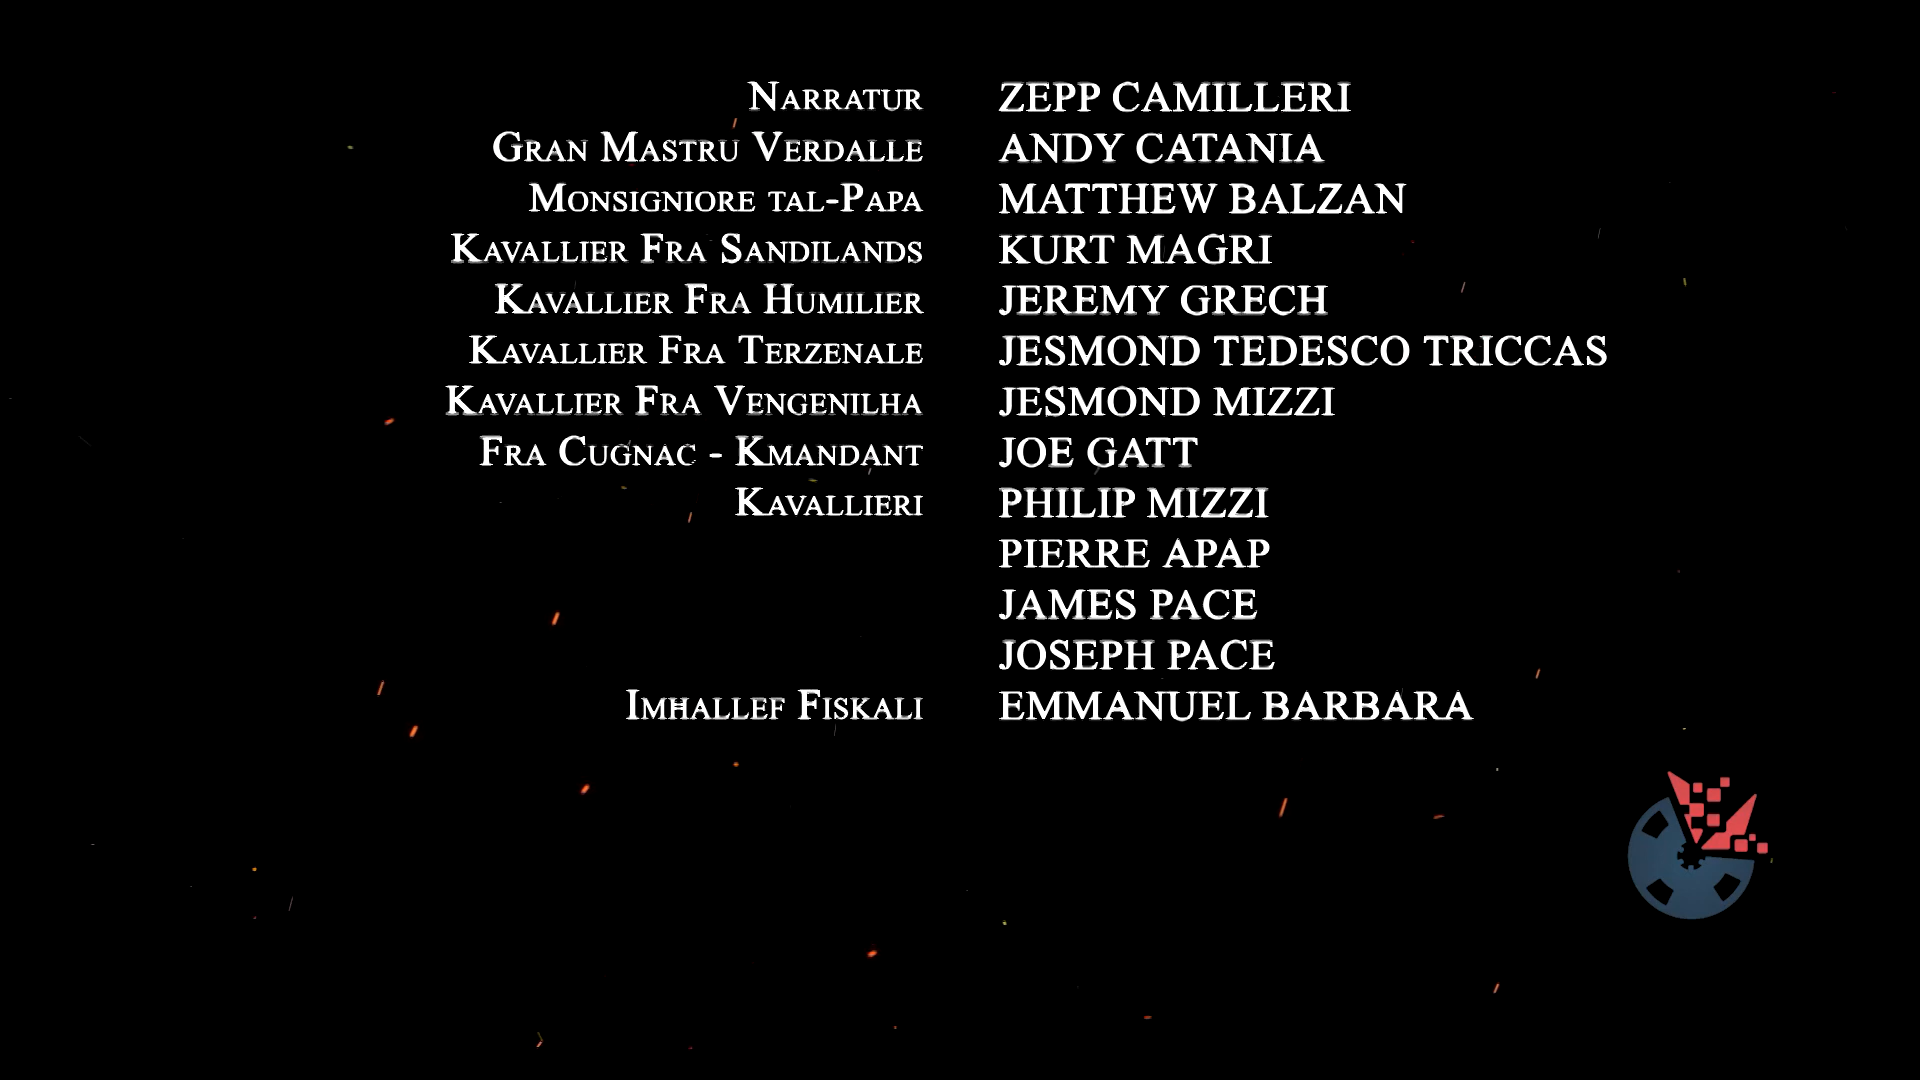 Narratur ZEPP CAMILLERI
Gran Mastru Verdalle ANDY CATANIA
Monsigniore tal-Papa MATTHEW BALZAN
Kavallier Fra Sandilands KURT MAGRI
Kavallier Fra Humilier JEREMY GRECH
Kavallier Fra Terzenale JESMOND TEDESCO TRICCAS
Kavallier Fra Vengenilha JESMOND MIZZI
Fra Cugnac - Kmandant JOE GATT
Kavallieri PHILIP MIZZI
PIERRE APAP
JAMES PACE
JOSEPH PACE
Imħallef Fiskali EMMANUEL BARBARA